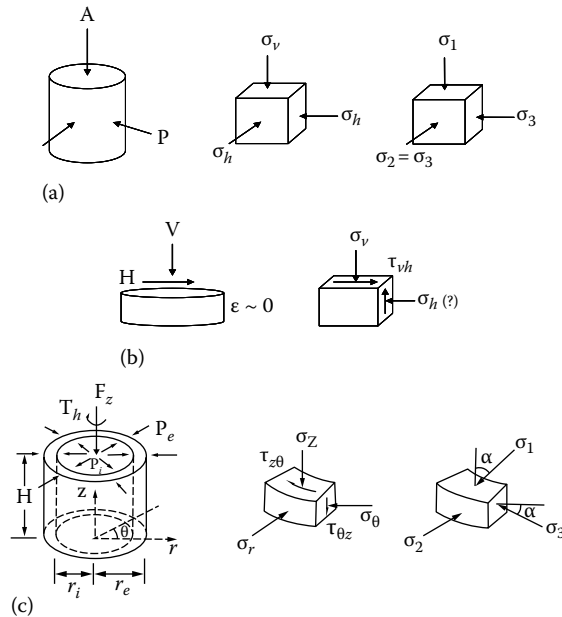 A
P
(a)
σv
σh
σh
σ1
σ3
σ2 = σ3
V
H
ε ~ 0
(b)
σv
τvh
σh (?)
Fz
Th
Pe
Pi
H
z
θ
r
ri
re
(c)
σZ
τzθ
σθ
τθz
σr
α
σ1
α
σ3
σ2